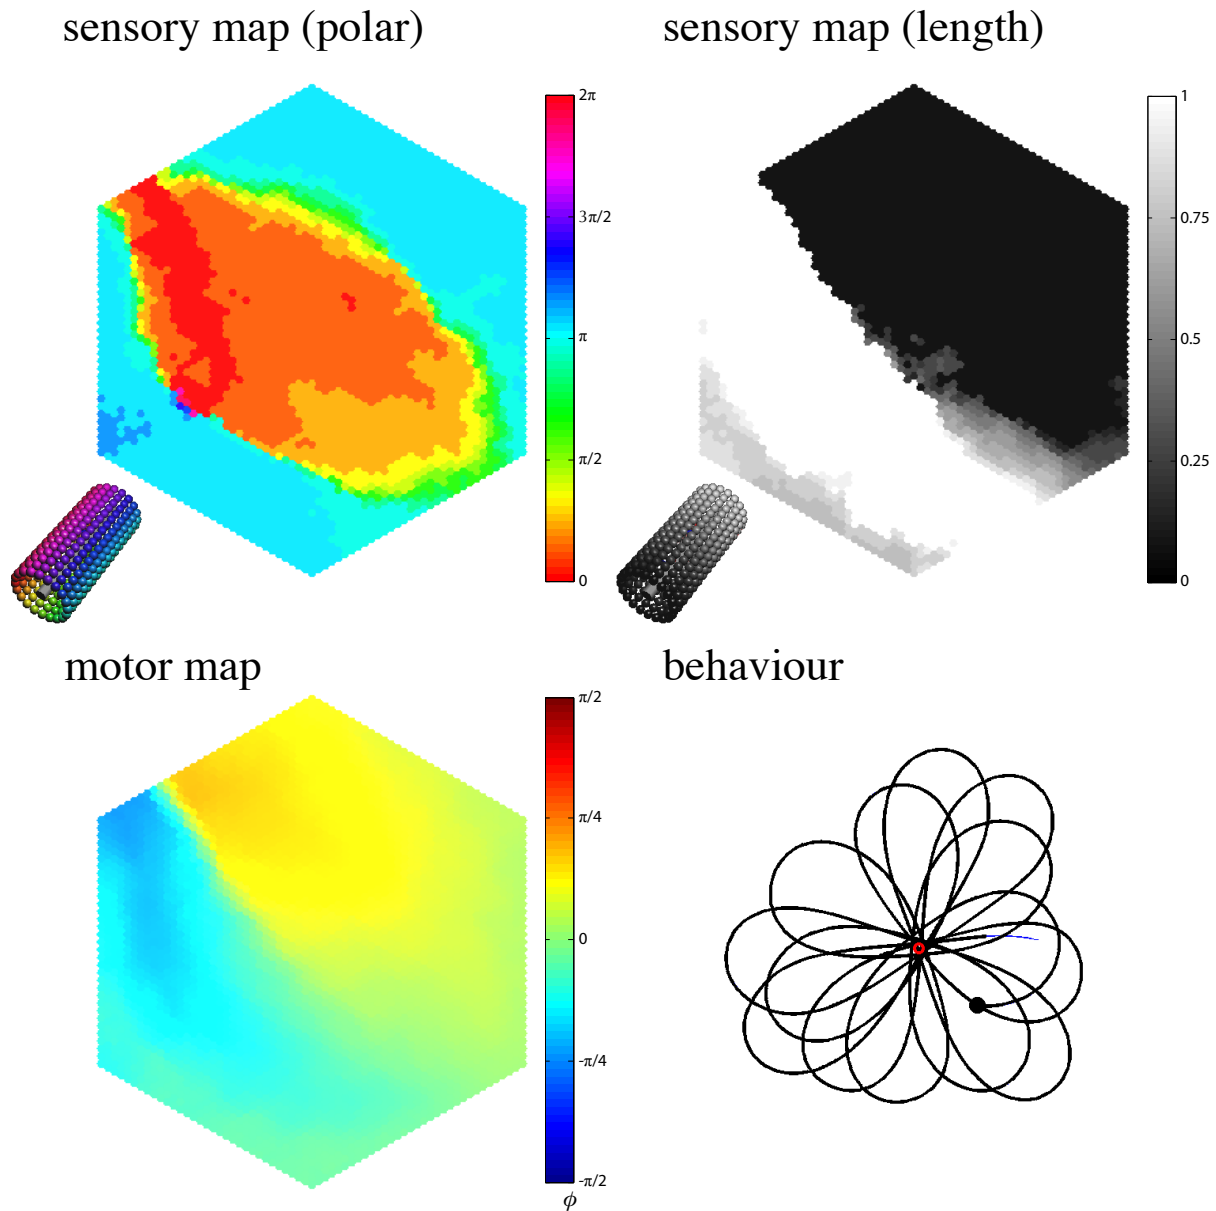 sensory map (polar)
sensory map (length)
2π
3π/2
π
π/2
0
1
0.75
0.5
0.25
0
motor map
behaviour
π/2
π/4
0
-π/4
-π/2
ϕ